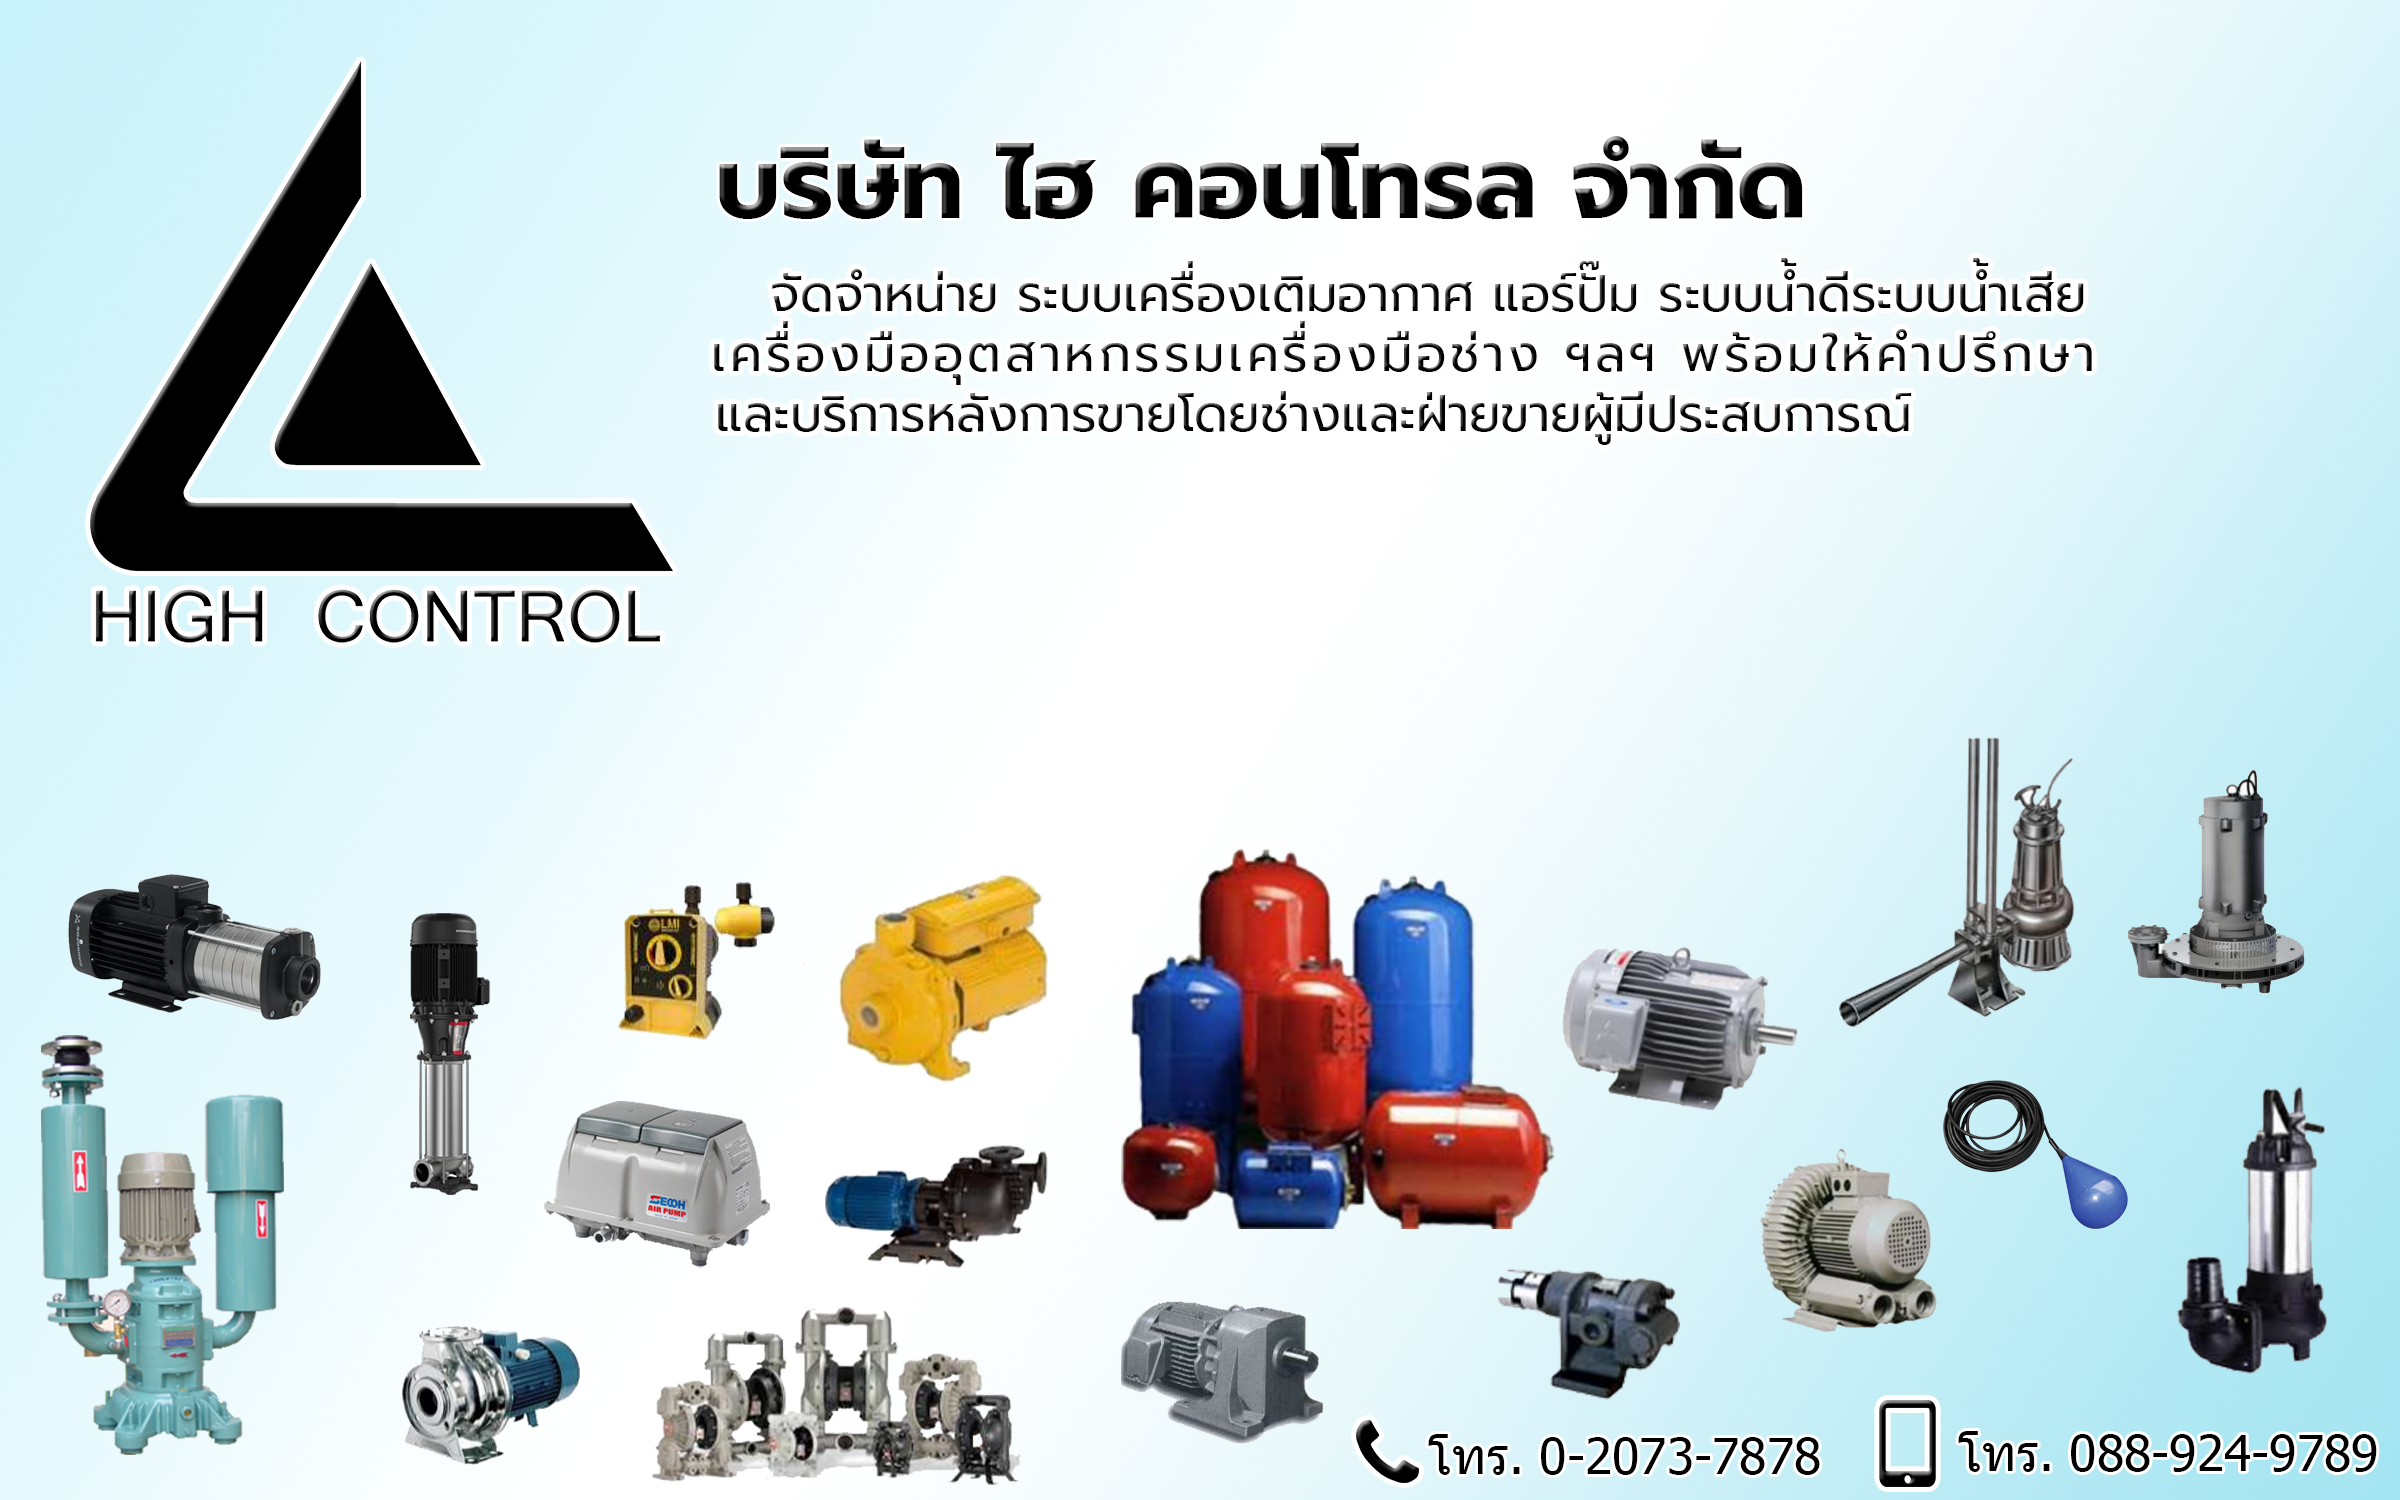 บริษัท ไฮ คอนโทรล จำกัด
จัดจำหน่าย ระบบเครื่องเติมอากาศ แอร์ปั๊ม ระบบน้ำดีระบบน้ำเสีย
เครื่องมืออุตสาหกรรมเครื่องมือช่าง ฯลฯ พร้อมให้คำปรึกษา
และบริการหลังการขายโดยช่างและฝ่ายขายผู้มีประสบการณ์
HIGH CONTROL
LMI
SECOH
AIR PUMP
โทร. 0-2073-7878
โทร. 088-924-9789